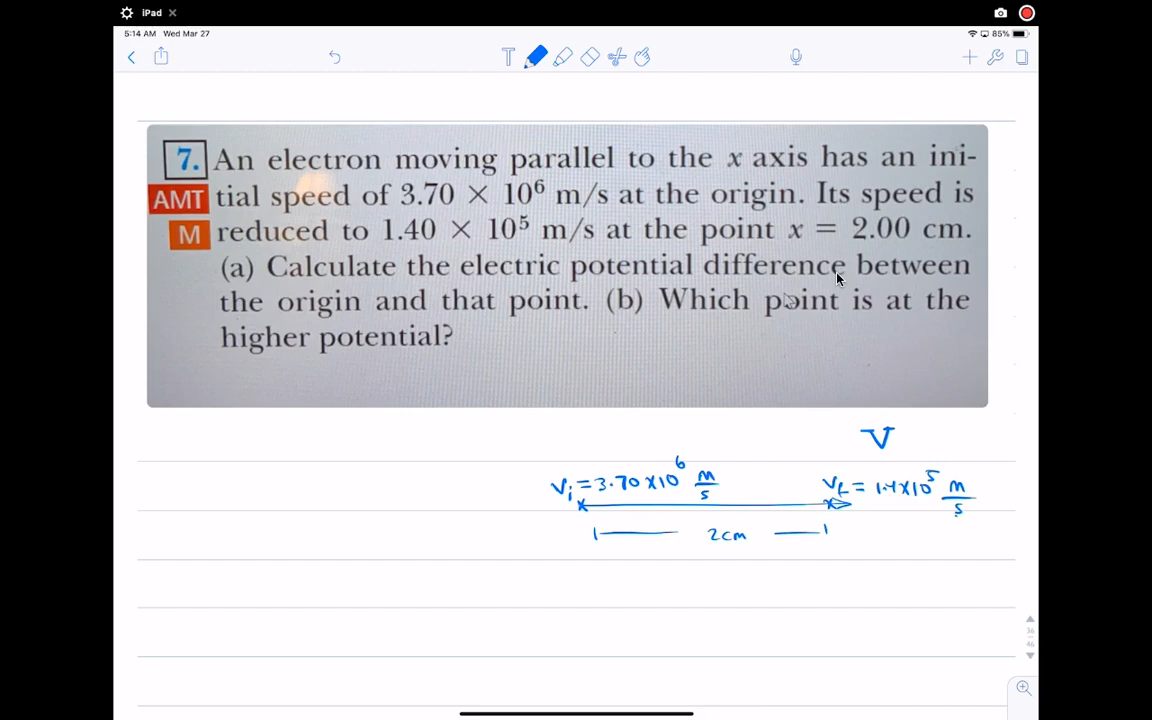 iPad
5:14 AM Wed Mar 27
85%
7. An electron moving parallel to the x axis has an ini-
AMT tial speed of 3.70 × 10⁶ m/s at the origin. Its speed is
M reduced to 1.40 × 10⁵ m/s at the point x = 2.00 cm.
(a) Calculate the electric potential difference between
the origin and that point. (b) Which point is at the
higher potential?
V
vᵢ = 3.70 × 10⁶ m/s
v_f = 1.4 × 10⁵ m/s
2cm
36
46